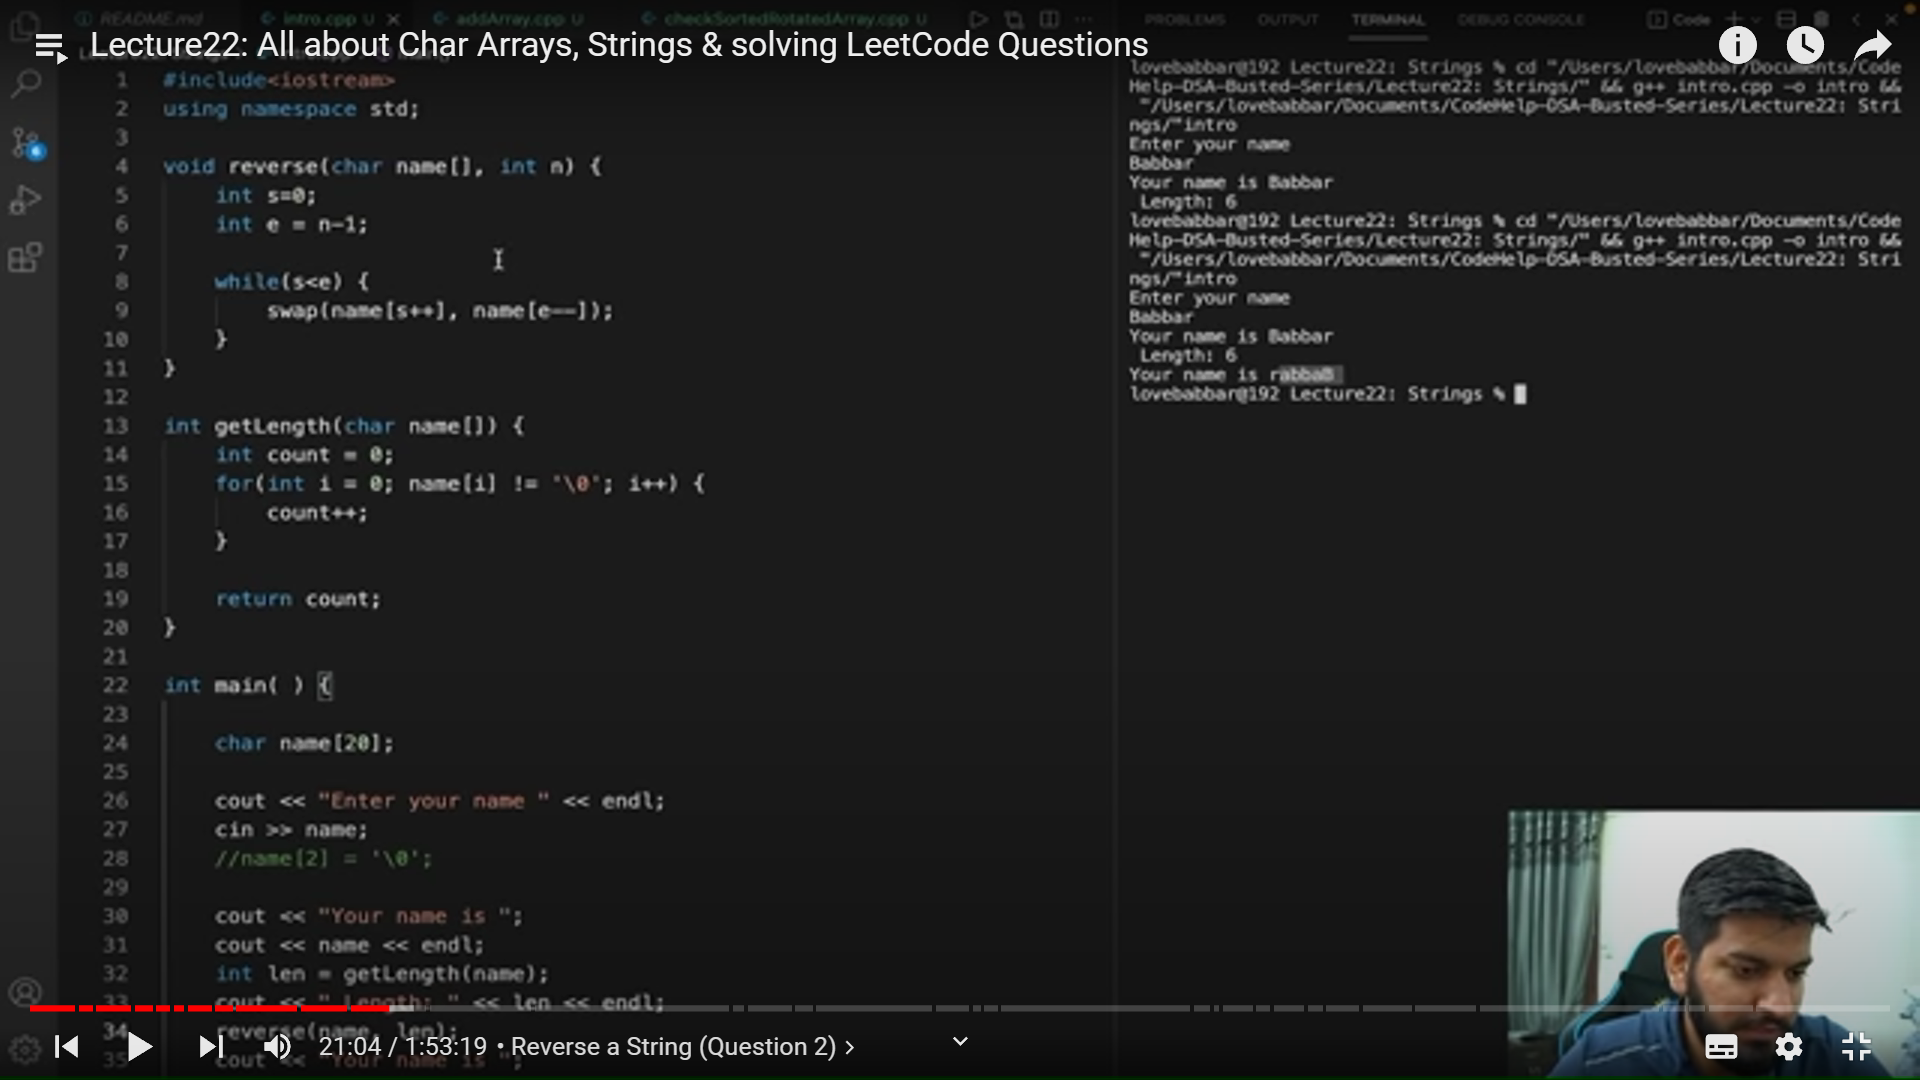 README.md intro.cpp U addArray.cpp U checkSortedRotatedArray.cpp U PROBLEMS OUTPUT TERMINAL DEBUG CONSOLE Code
Lecture22: All about Char Arrays, Strings & solving LeetCode Questions
1 #include<iostream>
2 using namespace std;
3
4 void reverse(char name[], int n) {
5 int s=0;
6 int e = n-1;
7
8 while(s<e) {
9 swap(name[s++], name[e--]);
10 }
11 }
12
13 int getLength(char name[]) {
14 int count = 0;
15 for(int i = 0; name[i] != '\0'; i++) {
16 count++;
17 }
18
19 return count;
20 }
21
22 int main( ) {
23
24 char name[20];
25
26 cout << "Enter your name " << endl;
27 cin >> name;
28 //name[2] = '\0';
29
30 cout << "Your name is ";
31 cout << name << endl;
32 int len = getLength(name);
33 cout << " Length: " << len << endl;
34 reverse(name, len);
35 cout << "Your name is ";
lovebabbar@192 Lecture22: Strings % cd "/Users/lovebabbar/Documents/Code
Help-DSA-Busted-Series/Lecture22: Strings/" && g++ intro.cpp -o intro &&
"/Users/lovebabbar/Documents/CodeHelp-DSA-Busted-Series/Lecture22: Stri
ngs/"intro
Enter your name
Babbar
Your name is Babbar
Length: 6
lovebabbar@192 Lecture22: Strings % cd "/Users/lovebabbar/Documents/Code
Help-DSA-Busted-Series/Lecture22: Strings/" && g++ intro.cpp -o intro &&
"/Users/lovebabbar/Documents/CodeHelp-DSA-Busted-Series/Lecture22: Stri
ngs/"intro
Enter your name
Babbar
Your name is Babbar
Length: 6
Your name is rabbaB
lovebabbar@192 Lecture22: Strings %
21:04 / 1:53:19 • Reverse a String (Question 2)